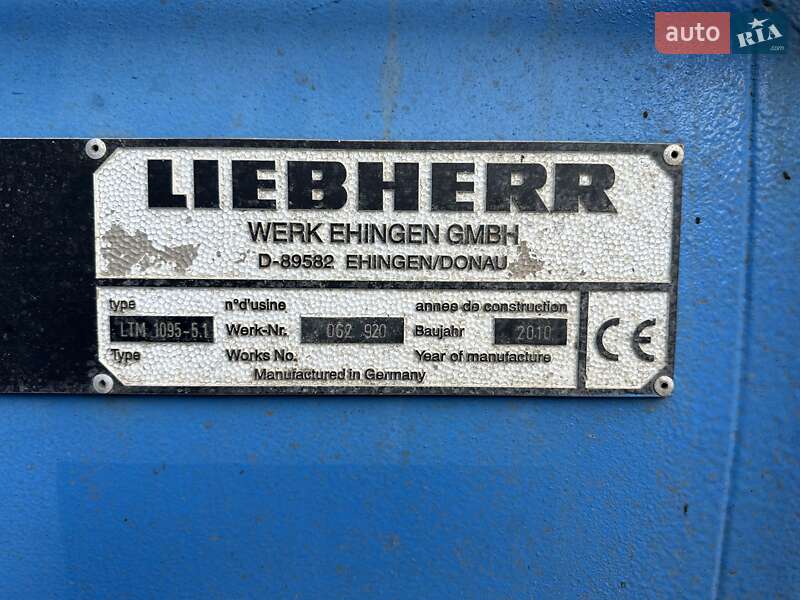 auto RIA .com
LIEBHERR
WERK EHINGEN GMBH
D-89582 EHINGEN/DONAU
type n°d'usine annee de construction
LTM 1095-5.1 Werk-Nr. 062 920 Baujahr 2010
Type Works No. Year of manufacture
Manufactured in Germany
CE